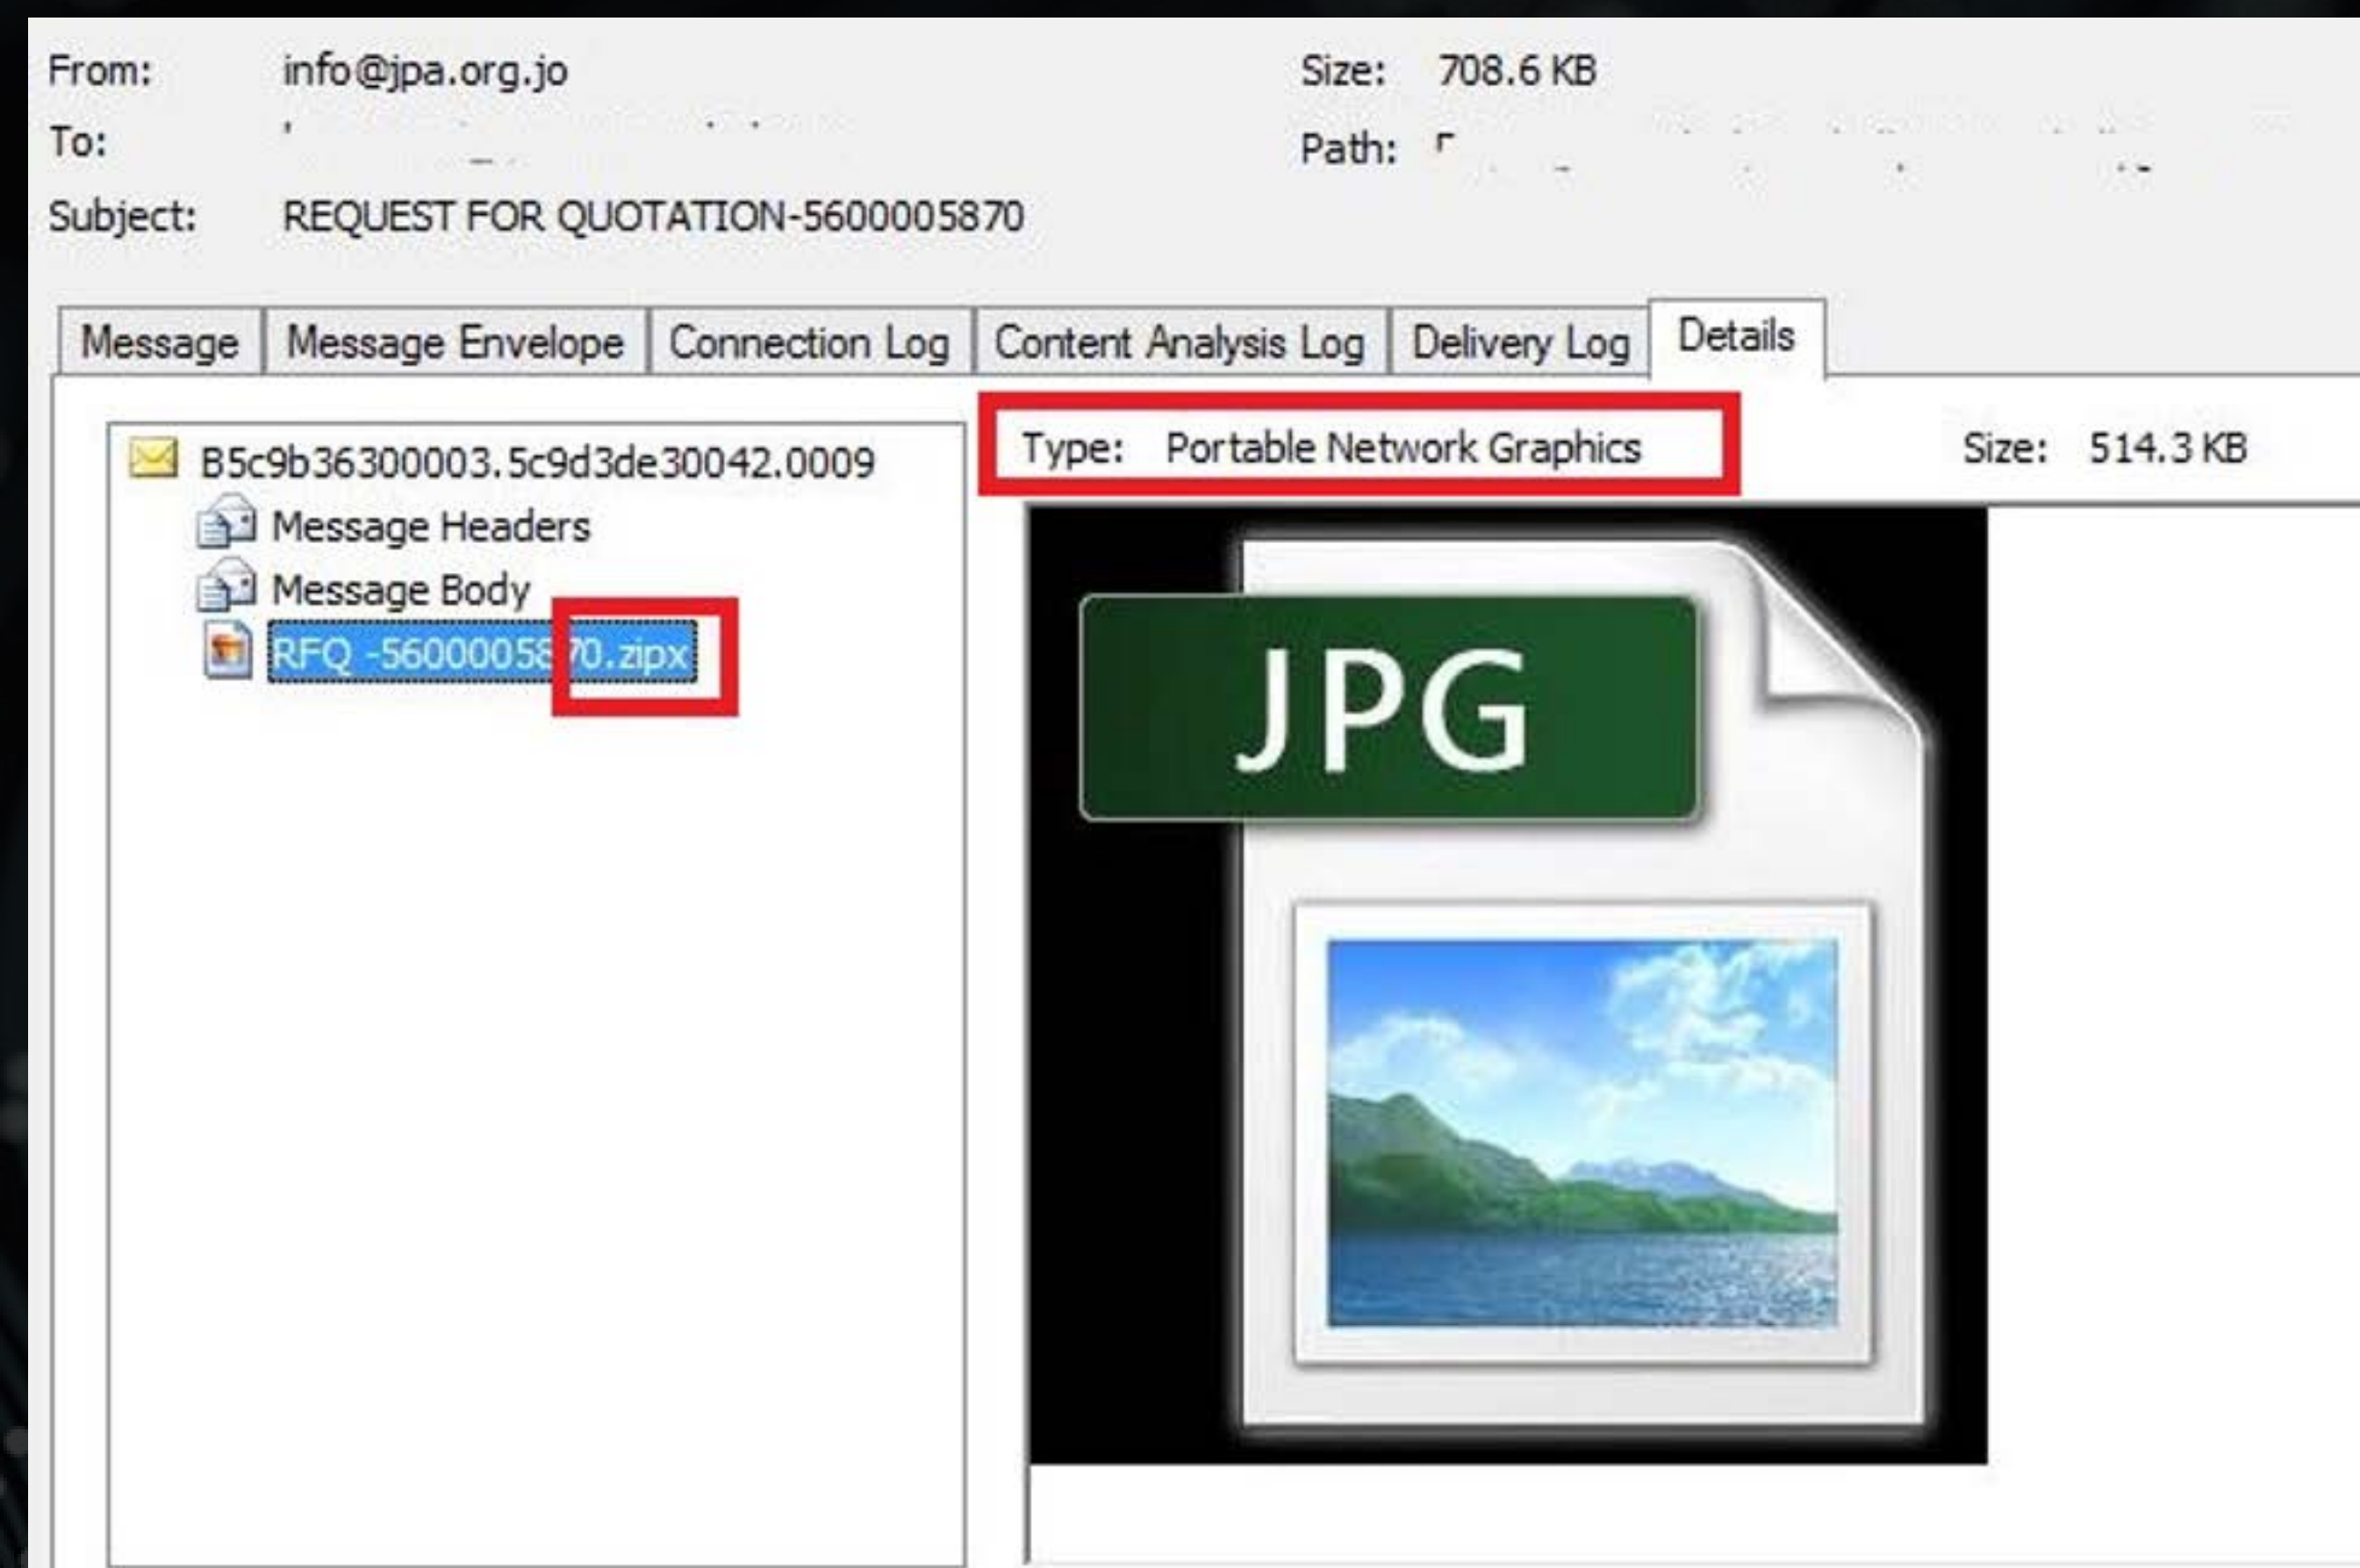 From: info@jpa.org.jo Size: 708.6 KB
To: Path:
Subject: REQUEST FOR QUOTATION-5600005870
Message Message Envelope Connection Log Content Analysis Log Delivery Log Details
Type: Portable Network Graphics Size: 514.3 KB
B5c9b36300003.5c9d3de30042.0009
Message Headers
Message Body
RFQ -5600005870.zipx
JPG